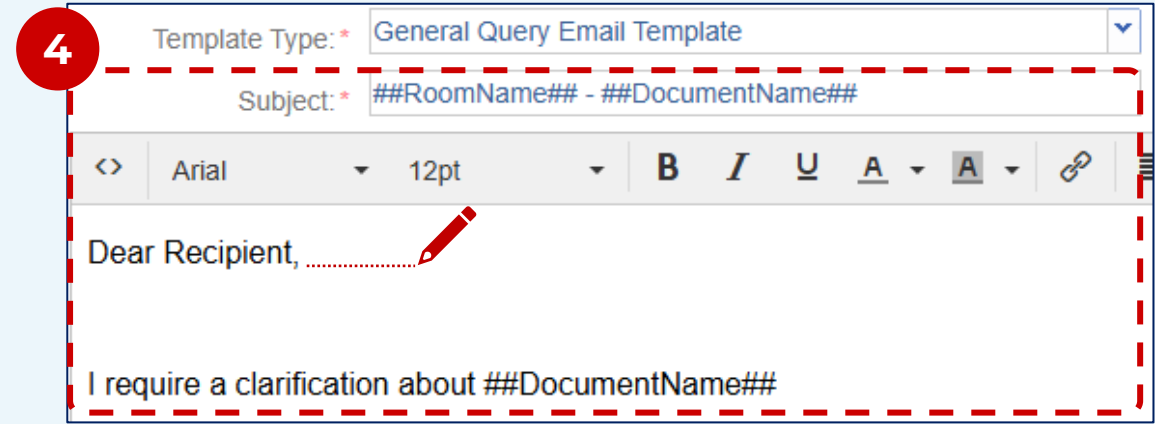 4
Template Type:* General Query Email Template
Subject:* ##RoomName## - ##DocumentName##
<> Arial 12pt B I U A A
Dear Recipient, ...................
I require a clarification about ##DocumentName##